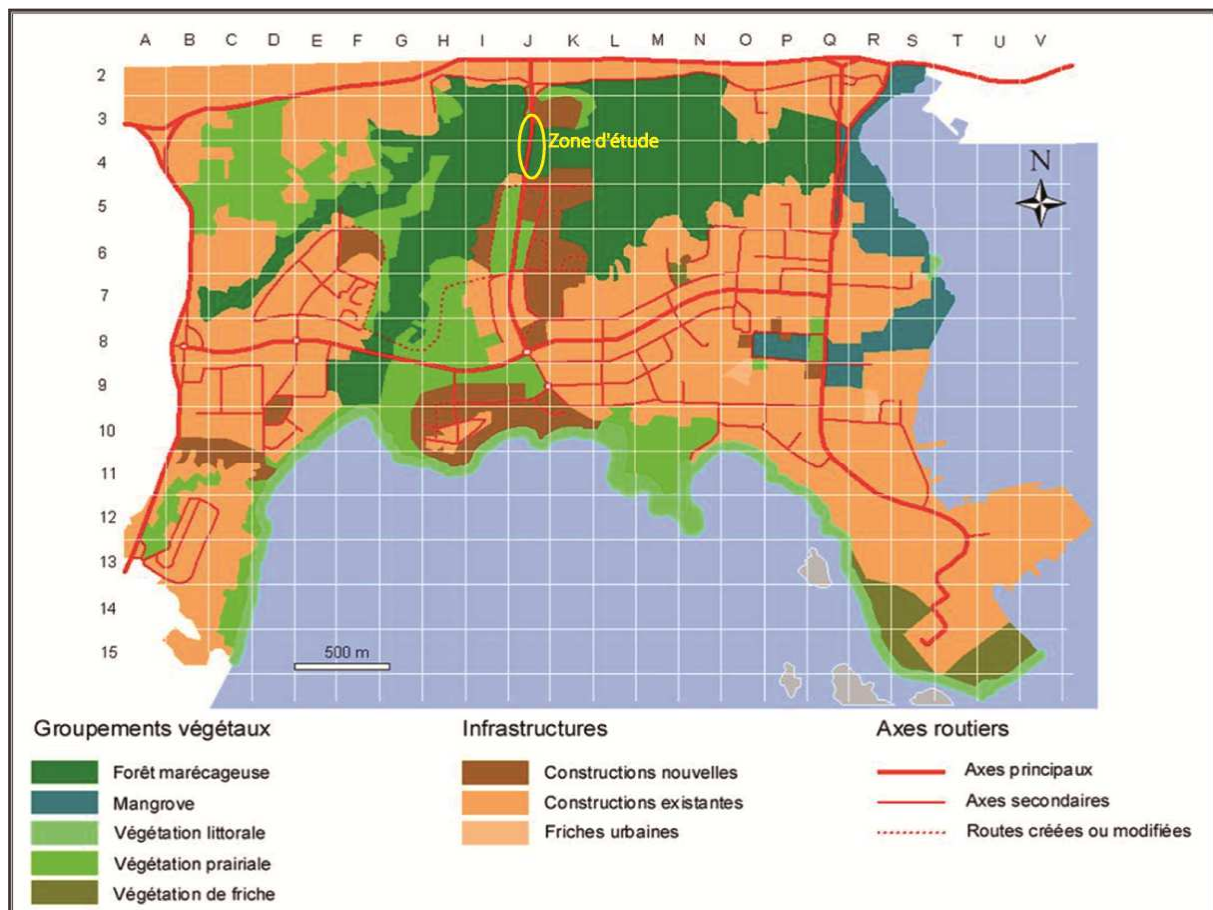 A B C D E F G H I J K L M N O P Q R S T U V
2
3
Zone d'étude
4
N
5
6
7
8
9
10
11
12
13
14
15
500 m
Groupements végétaux
Forêt marécageuse
Mangrove
Végétation littorale
Végétation prairiale
Végétation de friche
Infrastructures
Constructions nouvelles
Constructions existantes
Friches urbaines
Axes routiers
Axes principaux
Axes secondaires
Routes créées ou modifiées